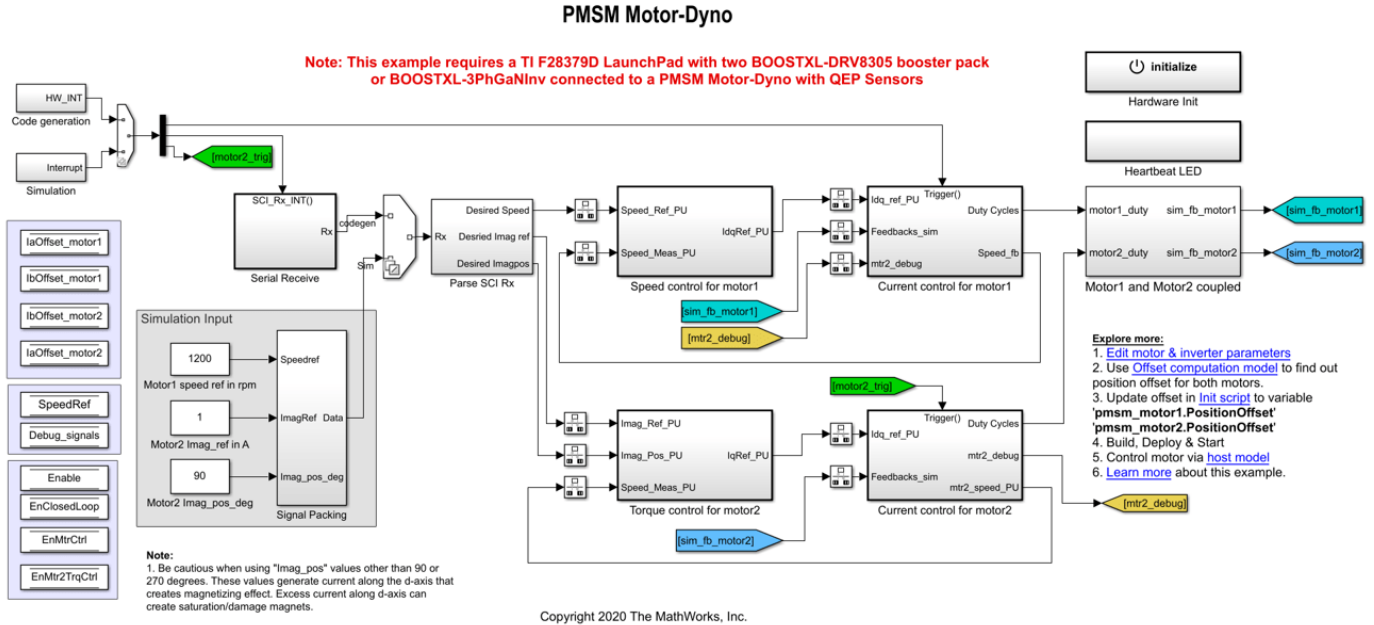 PMSM Motor-Dyno
Note: This example requires a TI F28379D LaunchPad with two BOOSTXL-DRV8305 booster pack
or BOOSTXL-3PhGaNInv connected to a PMSM Motor-Dyno with QEP Sensors
HW_INT
Code generation
Interrupt
Simulation
[motor2_trig]
initialize
Hardware Init
Heartbeat LED
SCI_Rx_INT()
Rx
Serial Receive
codegen
Sim
Rx
Desired Speed
Desried Imag ref
Desired Imagpos
Parse SCI Rx
Speed_Ref_PU
Speed_Meas_PU
IdqRef_PU
Speed control for motor1
Trigger()
Idq_ref_PU
Feedbacks_sim
mtr2_debug
Duty Cycles
Speed_fb
Current control for motor1
motor1_duty
motor2_duty
sim_fb_motor1
sim_fb_motor2
Motor1 and Motor2 coupled
[sim_fb_motor1]
[sim_fb_motor2]
IaOffset_motor1
IbOffset_motor1
IbOffset_motor2
IaOffset_motor2
SpeedRef
Debug_signals
Enable
EnClosedLoop
EnMtrCtrl
EnMtr2TrqCtrl
Simulation Input
1200
Motor1 speed ref in rpm
1
Motor2 Imag_ref in A
90
Motor2 Imag_pos_deg
Speedref
ImagRef
Data
Imag_pos_deg
Signal Packing
[sim_fb_motor1]
[mtr2_debug]
[motor2_trig]
Imag_Ref_PU
Imag_Pos_PU
Speed_Meas_PU
IqRef_PU
Torque control for motor2
[sim_fb_motor2]
Trigger()
Idq_ref_PU
Feedbacks_sim
Duty Cycles
mtr2_debug
mtr2_speed_PU
Current control for motor2
[mtr2_debug]
Explore more:
1. Edit motor & inverter parameters
2. Use Offset computation model to find out
position offset for both motors.
3. Update offset in Init script to variable
'pmsm_motor1.PositionOffset'
'pmsm_motor2.PositionOffset'
4. Build, Deploy & Start
5. Control motor via host model
6. Learn more about this example.
Note:
1. Be cautious when using "Imag_pos" values other than 90 or
270 degrees. These values generate current along the d-axis that
creates magnetizing effect. Excess current along d-axis can
create saturation/damage magnets.
Copyright 2020 The MathWorks, Inc.